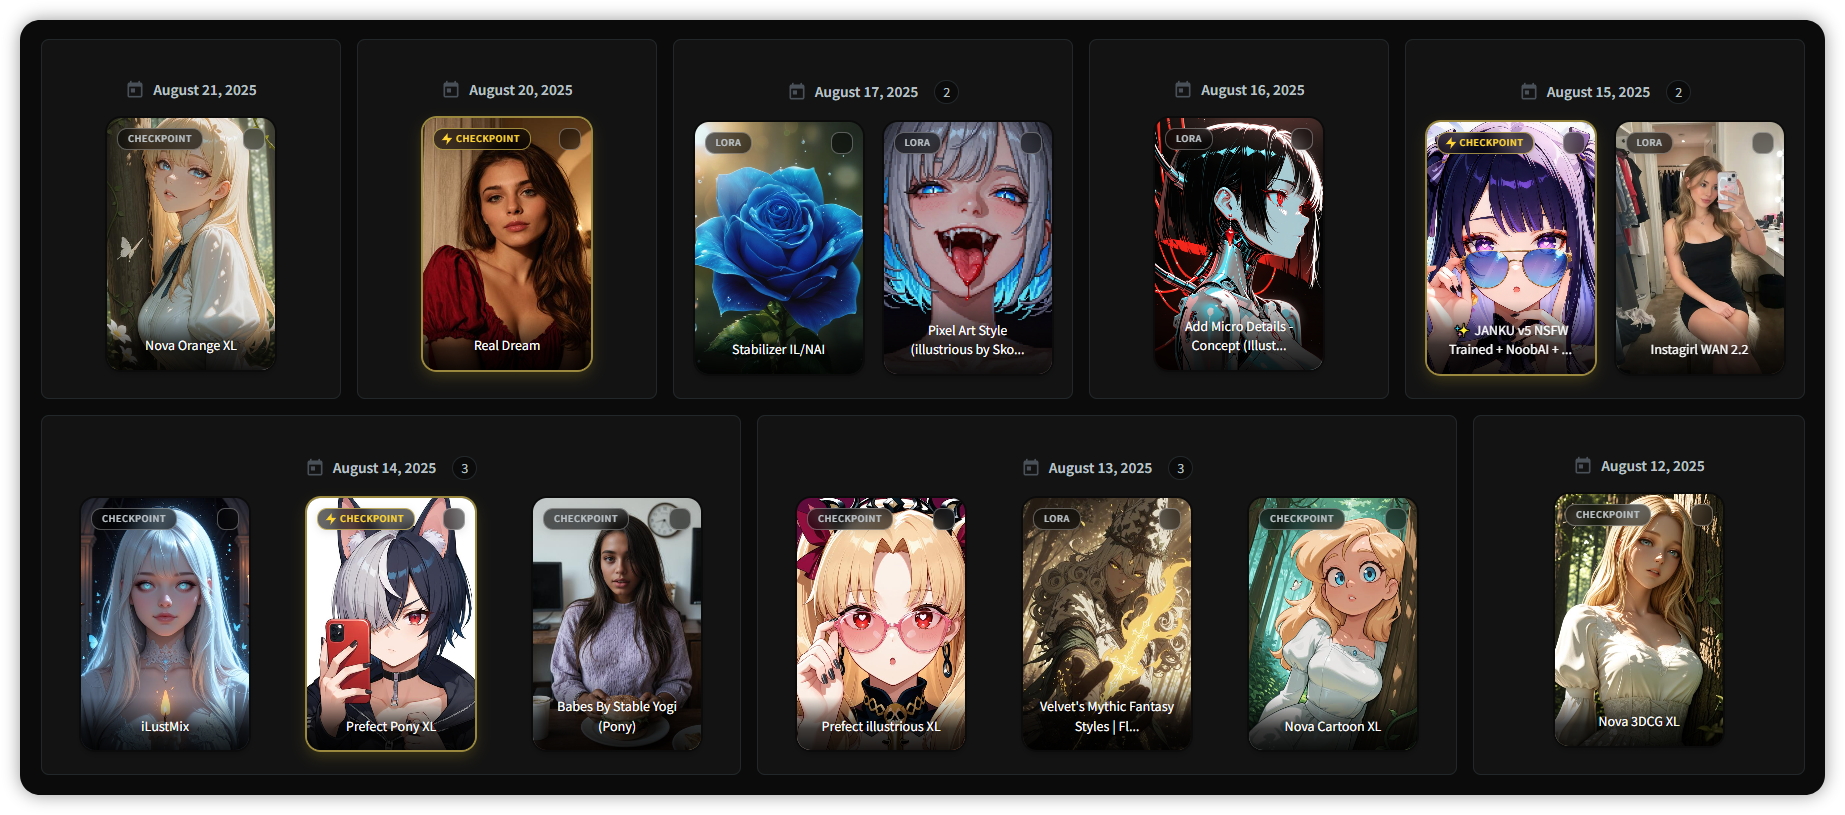 August 21, 2025
CHECKPOINT
Nova Orange XL
August 20, 2025
CHECKPOINT
Real Dream
August 17, 2025 2
LORA
Stabilizer IL/NAI
LORA
Pixel Art Style
(illustrious by Sko...
August 16, 2025
LORA
Add Micro Details -
Concept (Illust...
August 15, 2025 2
CHECKPOINT
✨ JANKU v5 NSFW
Trained + NoobAI + ...
LORA
Instagirl WAN 2.2
August 14, 2025 3
CHECKPOINT
iLustMix
CHECKPOINT
Prefect Pony XL
CHECKPOINT
Babes By Stable Yogi
(Pony)
August 13, 2025 3
CHECKPOINT
Prefect illustrious XL
LORA
Velvet's Mythic Fantasy
Styles | Fl...
CHECKPOINT
Nova Cartoon XL
August 12, 2025
CHECKPOINT
Nova 3DCG XL